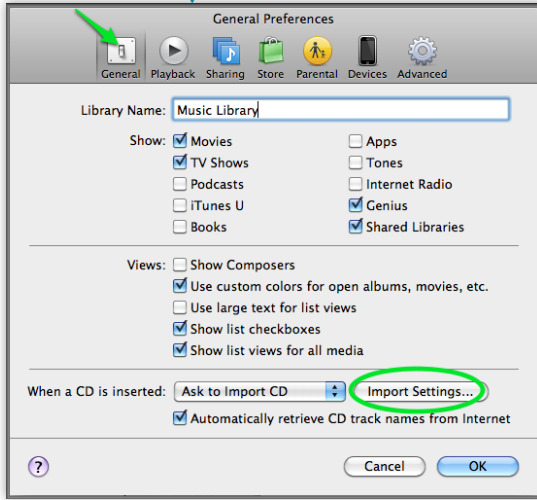 General Preferences
General Playback Sharing Store Parental Devices Advanced
Library Name: Music Library
Show: Movies Apps
TV Shows Tones
Podcasts Internet Radio
iTunes U Genius
Books Shared Libraries
Views: Show Composers
Use custom colors for open albums, movies, etc.
Use large text for list views
Show list checkboxes
Show list views for all media
When a CD is inserted: Ask to Import CD Import Settings...
Automatically retrieve CD track names from Internet
? Cancel OK